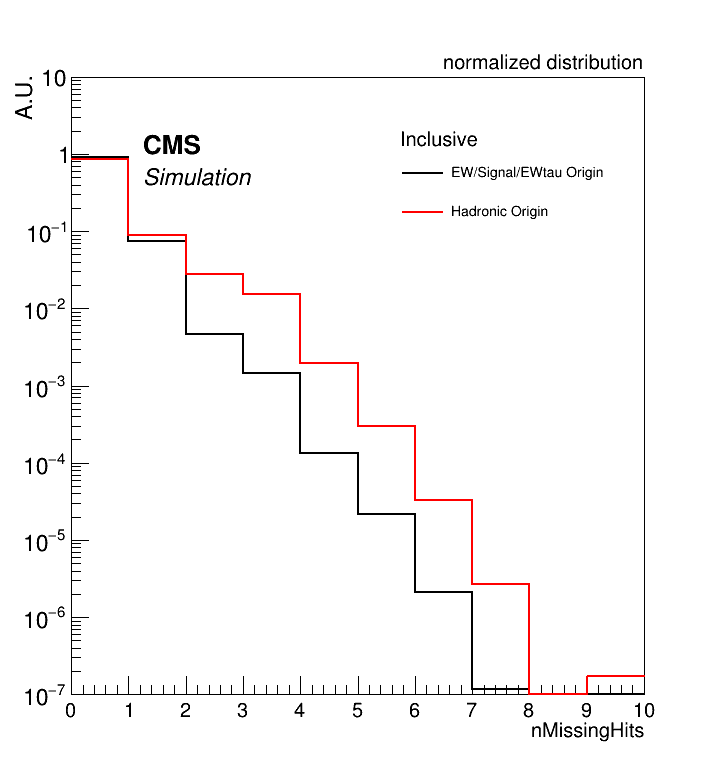 normalized distribution
A.U.
10
1
10⁻¹
10⁻²
10⁻³
10⁻⁴
10⁻⁵
10⁻⁶
10⁻⁷
CMS
Simulation
Inclusive
EW/Signal/EWtau Origin
Hadronic Origin
0 1 2 3 4 5 6 7 8 9 10
nMissingHits